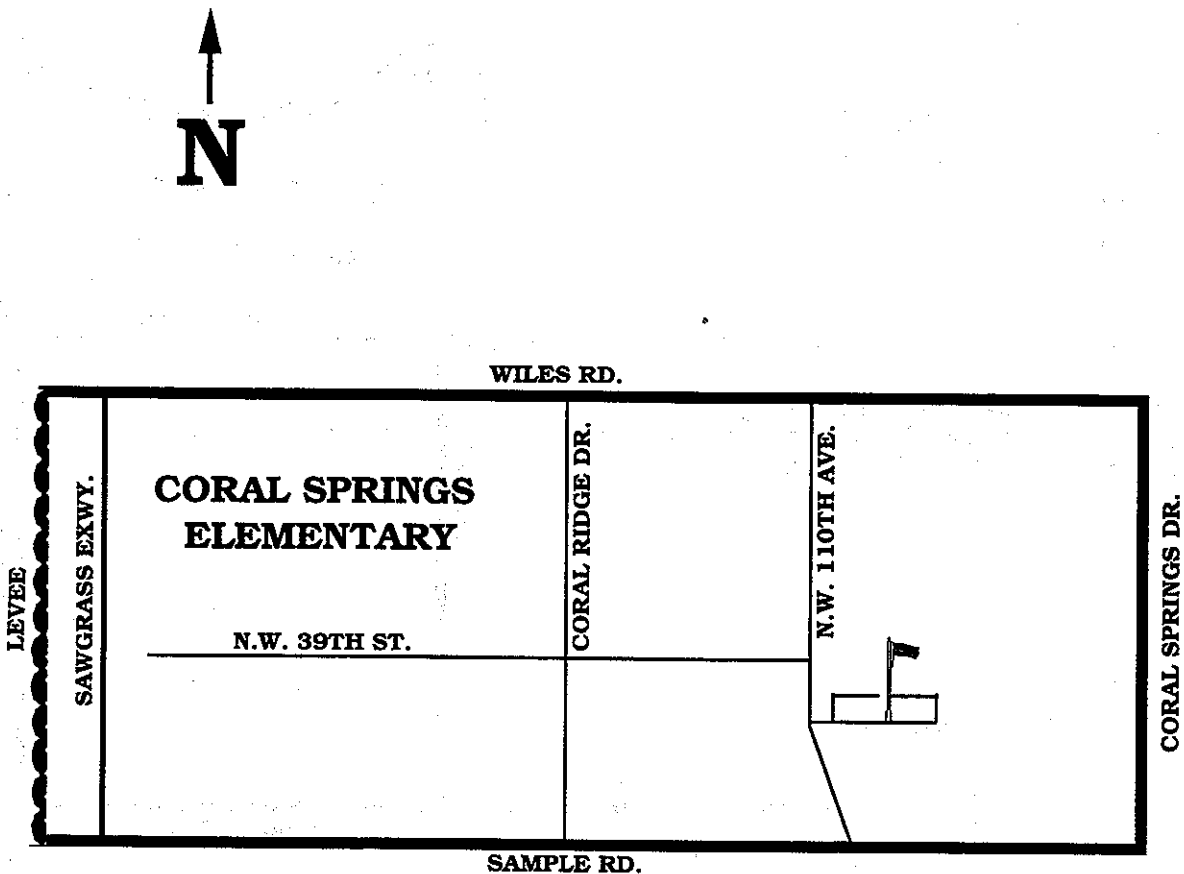 N
WILES RD.
CORAL SPRINGS
ELEMENTARY
LEVEE
SAWGRASS EXWY.
N.W. 39TH ST.
CORAL RIDGE DR.
N.W. 110TH AVE.
CORAL SPRINGS DR.
SAMPLE RD.